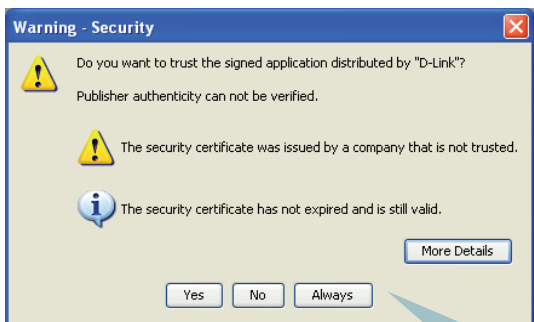 Warning - Security
Do you want to trust the signed application distributed by "D-Link"?
Publisher authenticity can not be verified.
The security certificate was issued by a company that is not trusted.
The security certificate has not expired and is still valid.
More Details
Yes No Always